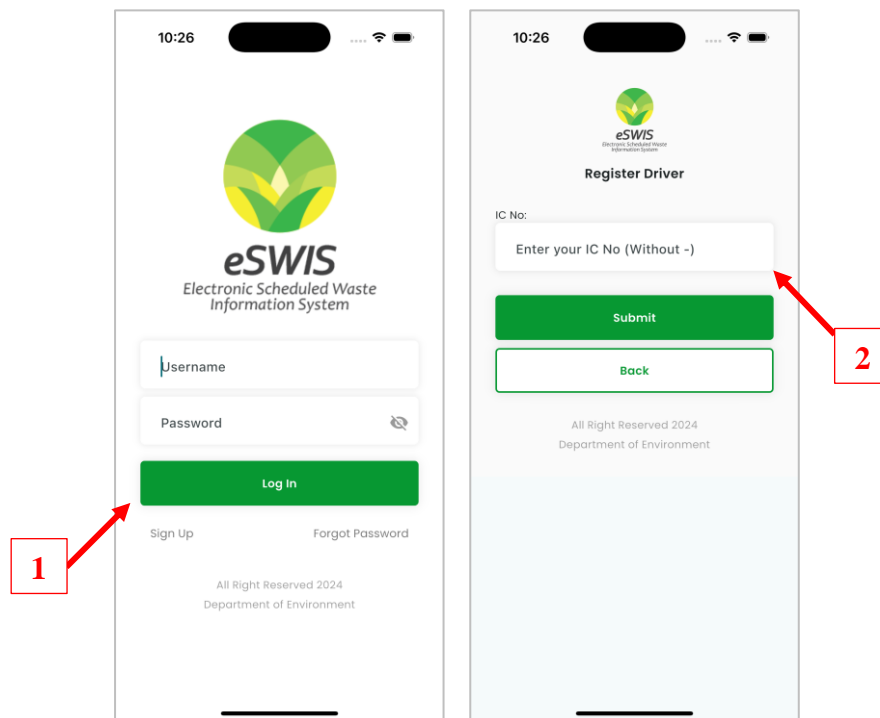 10:26
eSWIS
Electronic Scheduled Waste
Information System
Username
Password
Log In
Sign Up
Forgot Password
All Right Reserved 2024
Department of Environment
1
10:26
eSWIS
Electronic Scheduled Waste
Information System
Register Driver
IC No:
Enter your IC No (Without -)
Submit
Back
All Right Reserved 2024
Department of Environment
2